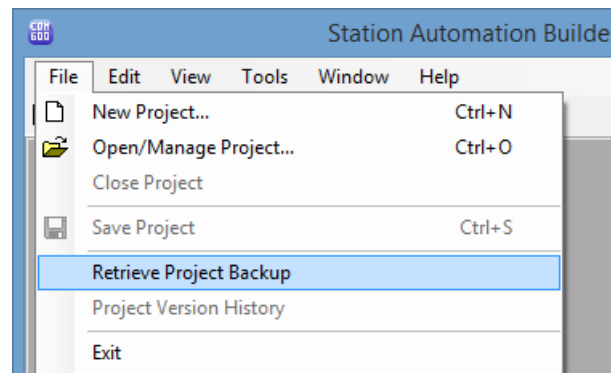 COM
600
Station Automation Builde
File Edit View Tools Window Help
New Project... Ctrl+N
Open/Manage Project... Ctrl+O
Close Project
Save Project Ctrl+S
Retrieve Project Backup
Project Version History
Exit